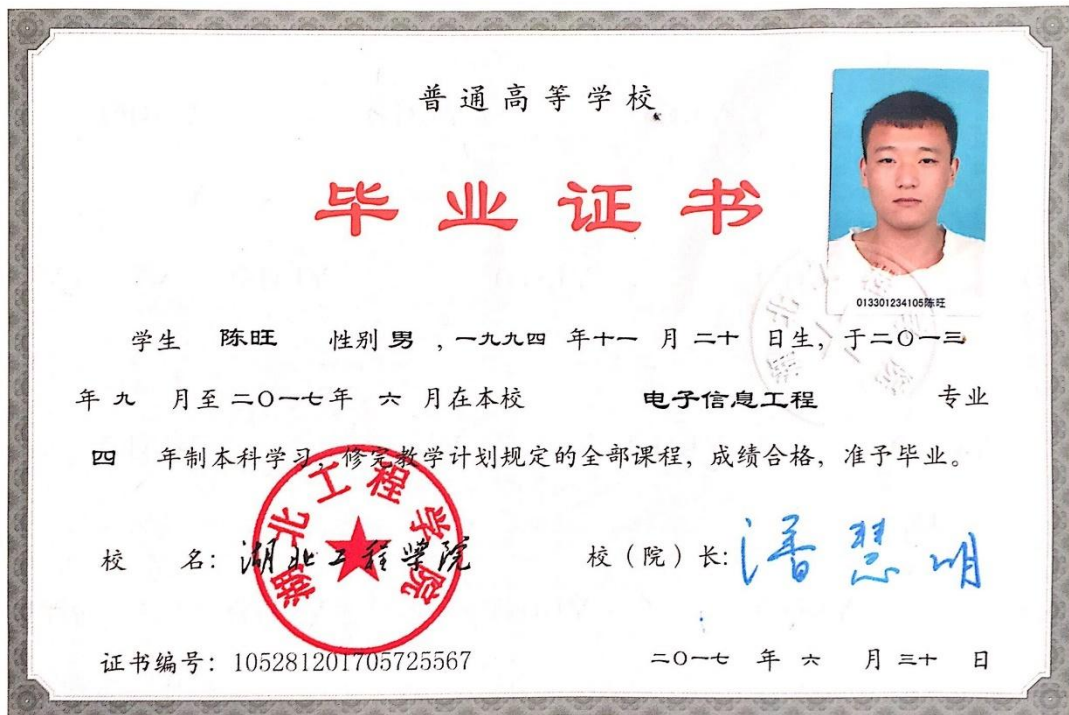 普通高等学校
毕业证书
013301234105陈旺
学生 陈旺 性别 男 ,一九九四 年十一 月 二十 日生, 于二〇一三
年 九 月至 二〇一七年 六 月在本校 电子信息工程 专业
四 年制本科学习, 修完教学计划规定的全部课程, 成绩合格, 准予毕业。
湖北工程学院
校 名: 湖北工程学院 校（院）长: 潘慧明
证书编号: 105281201705725567 二〇一七 年 六 月 三十 日